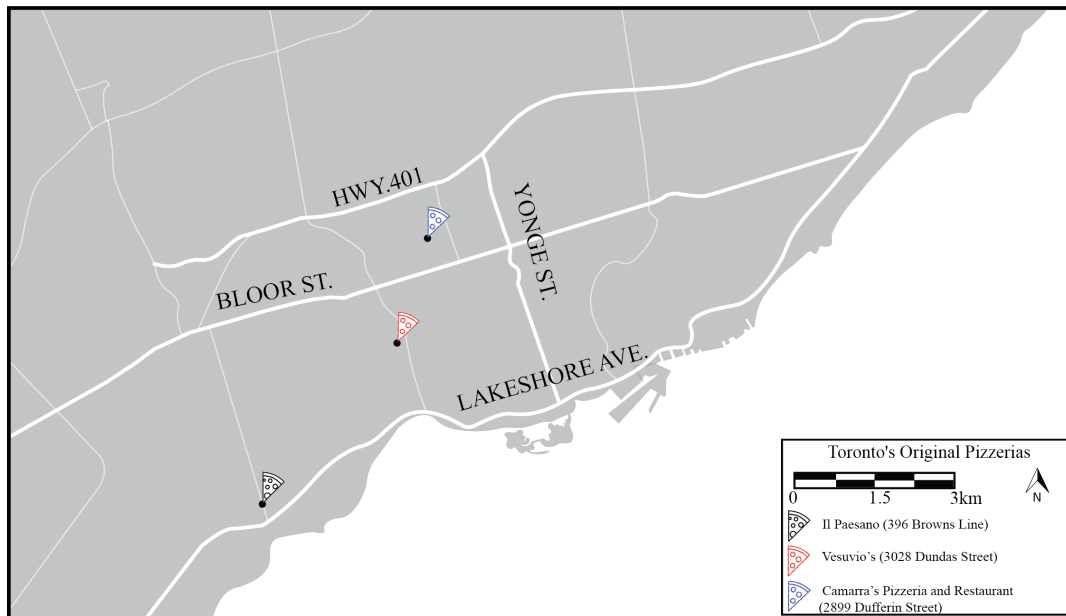 HWY.401
YONGE ST.
BLOOR ST.
LAKESHORE AVE.
Toronto's Original Pizzerias
0 1.5 3km
N
Il Paesano (396 Browns Line)
Vesuvio's (3028 Dundas Street)
Camarra's Pizzeria and Restaurant
(2899 Dufferin Street)